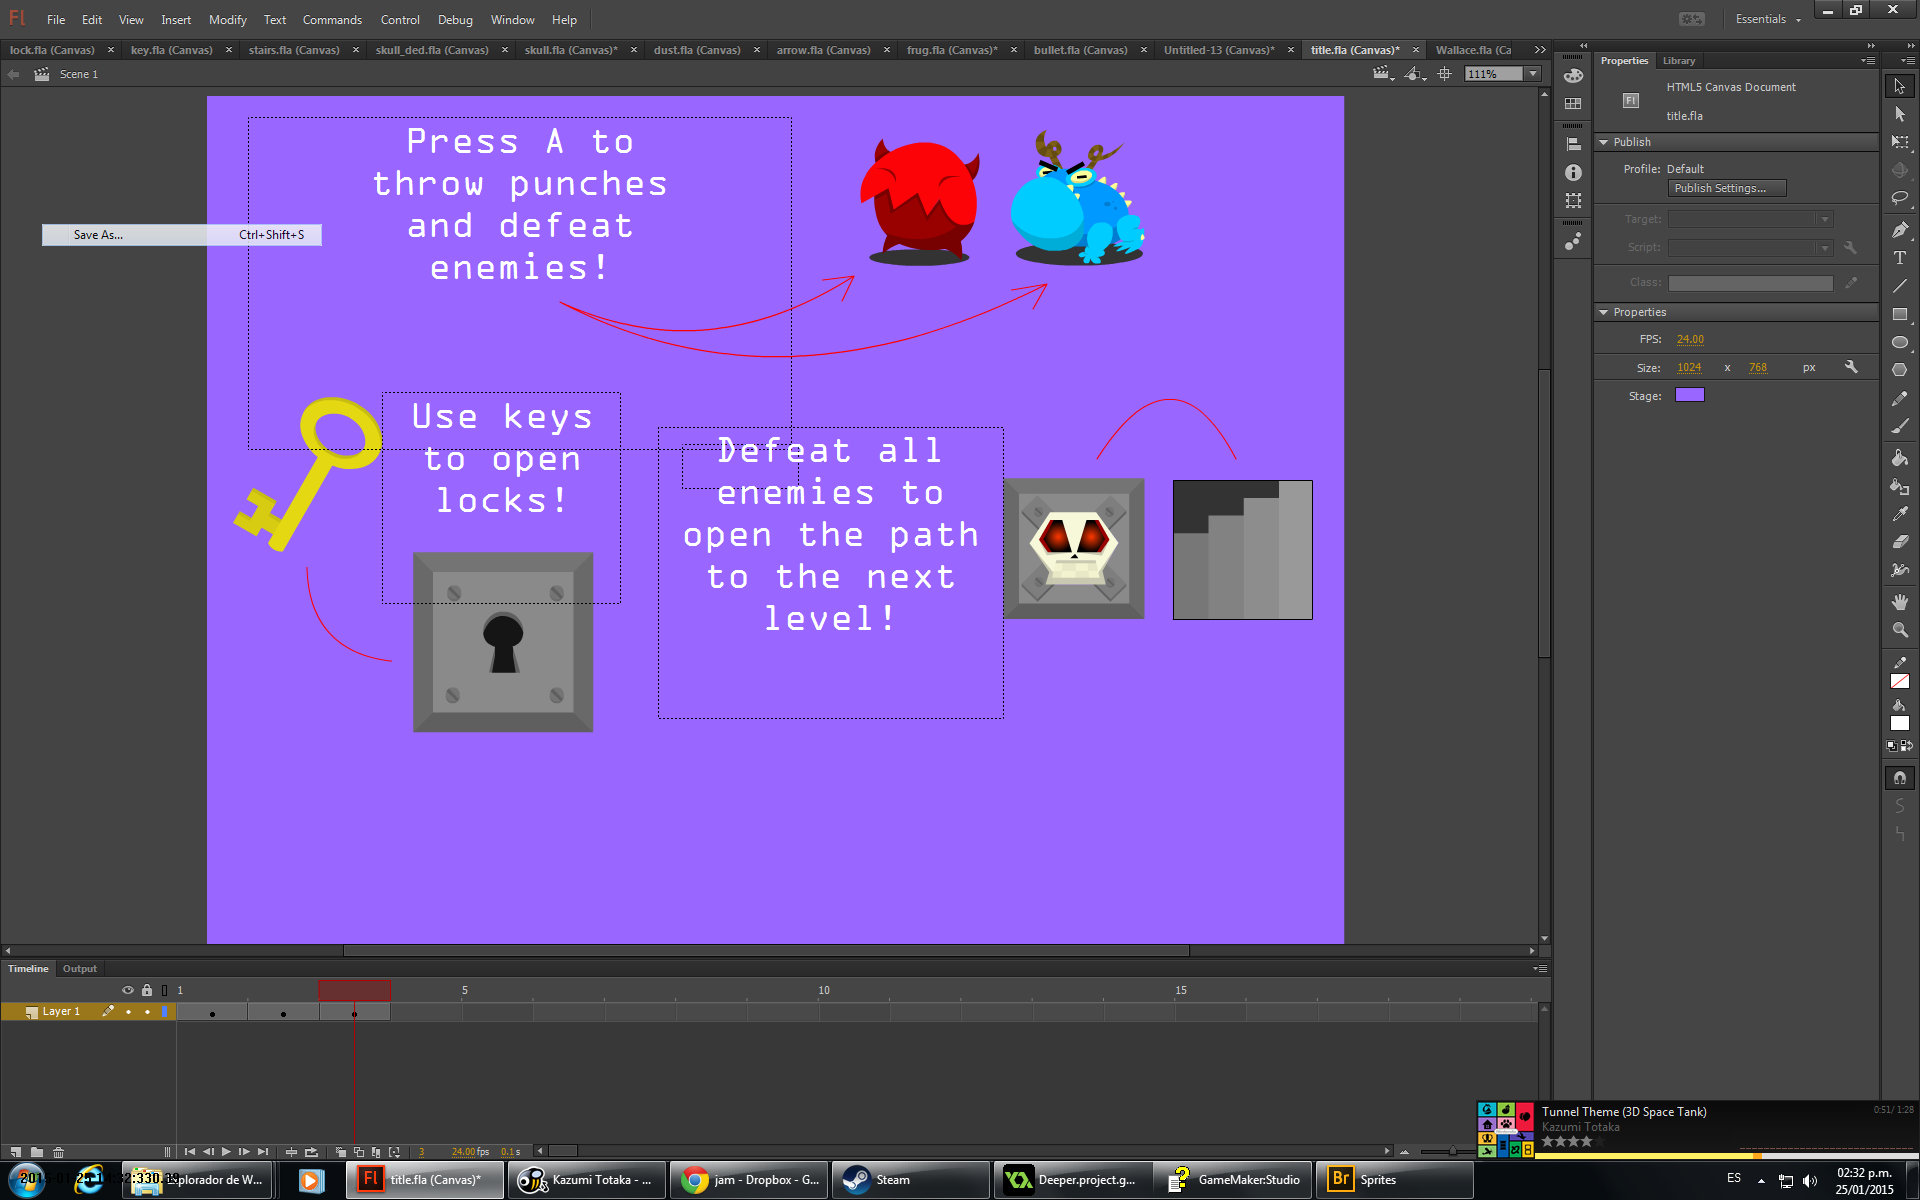 Fl File Edit View Insert Modify Text Commands Control Debug Window Help Essentials
lock.fla (Canvas) key.fla (Canvas) stairs.fla (Canvas) skull_ded.fla (Canvas) skull.fla (Canvas)* dust.fla (Canvas) arrow.fla (Canvas) frug.fla (Canvas)* bullet.fla (Canvas) Untitled-13 (Canvas)* title.fla (Canvas)* Wallace.fla (Ca
Scene 1 111%
Press A to
throw punches
and defeat
enemies!
Save As... Ctrl+Shift+S
Use keys
to open
locks!
Defeat all
enemies to
open the path
to the next
level!
Properties Library
HTML5 Canvas Document
Fl
title.fla
Publish
Profile: Default
Publish Settings...
Target:
Script:
Class:
Properties
FPS: 24.00
Size: 1024 x 768 px
Stage:
Timeline Output
1 5 10 15
Layer 1
3 24.00 fps 0.1 s
Tunnel Theme (3D Space Tank) 0:51/ 1:28
Kazumi Totaka
Explorador de W... Fl title.fla (Canvas)* Kazumi Totaka - ... jam - Dropbox - G... Steam Deeper.project.g... GameMaker:Studio Br Sprites ES 02:32 p.m.
25/01/2015